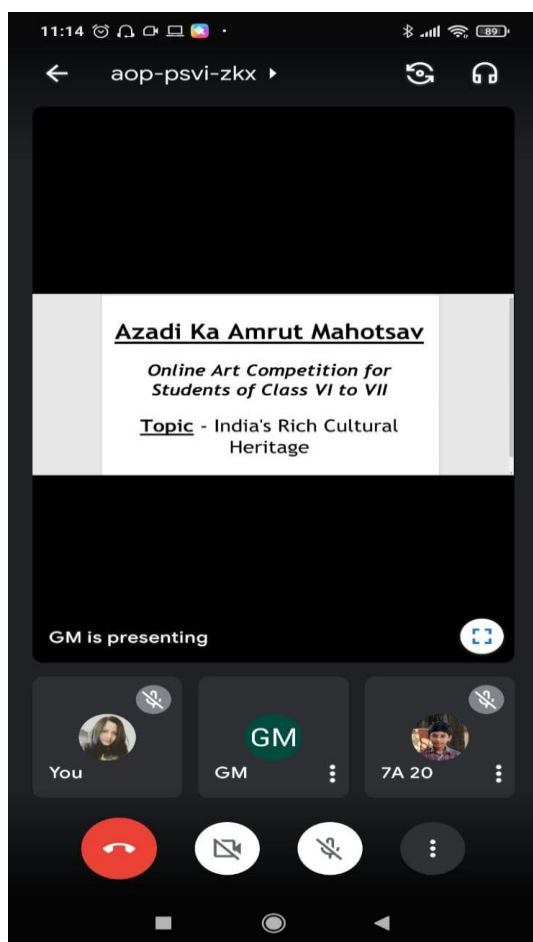 11:14
89
aop-psvi-zkx
Azadi Ka Amrut Mahotsav
Online Art Competition for
Students of Class VI to VII
Topic - India's Rich Cultural
Heritage
GM is presenting
GM
You
GM
7A 20